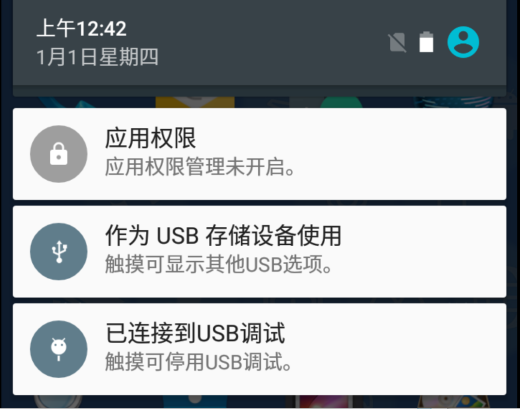 上午12:42
1月1日星期四
应用权限
应用权限管理未开启。
作为 USB 存储设备使用
触摸可显示其他USB选项。
已连接到USB调试
触摸可停用USB调试。